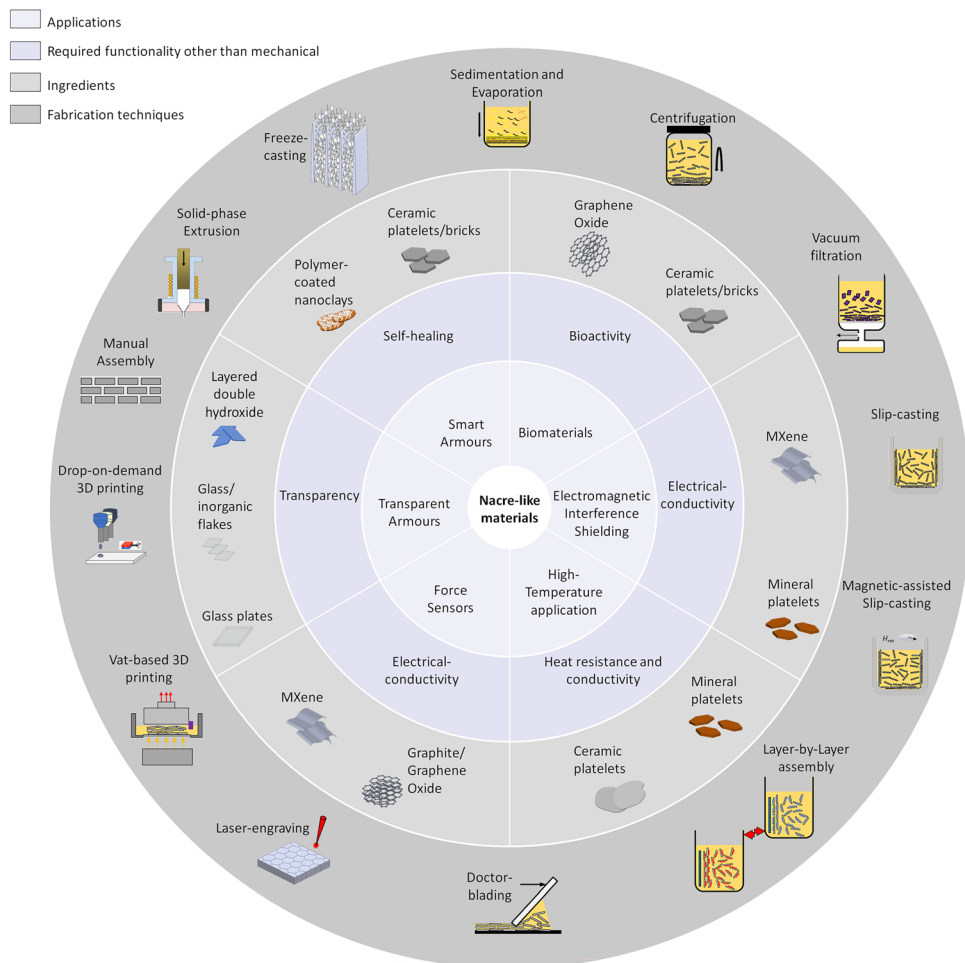 Applications
Required functionality other than mechanical
Ingredients
Fabrication techniques
Sedimentation and
Evaporation
Centrifugation
Vacuum
filtration
Slip-casting
Magnetic-assisted
Slip-casting
H rot
Layer-by-Layer
assembly
Doctor-
blading
Laser-engraving
Vat-based 3D
printing
Drop-on-demand
3D printing
Manual
Assembly
Solid-phase
Extrusion
Freeze-
casting
Ceramic
platelets/bricks
Polymer-
coated
nanoclays
Graphene
Oxide
Ceramic
platelets/bricks
MXene
Mineral
platelets
Mineral
platelets
Ceramic
platelets
Graphite/
Graphene
Oxide
MXene
Glass plates
Glass/
inorganic
flakes
Layered
double
hydroxide
Self-healing
Bioactivity
Electrical-
conductivity
Heat resistance and
conductivity
Electrical-
conductivity
Transparency
Smart
Armours
Biomaterials
Electromagnetic
Interference
Shielding
High-
Temperature
application
Force
Sensors
Transparent
Armours
Nacre-like
materials